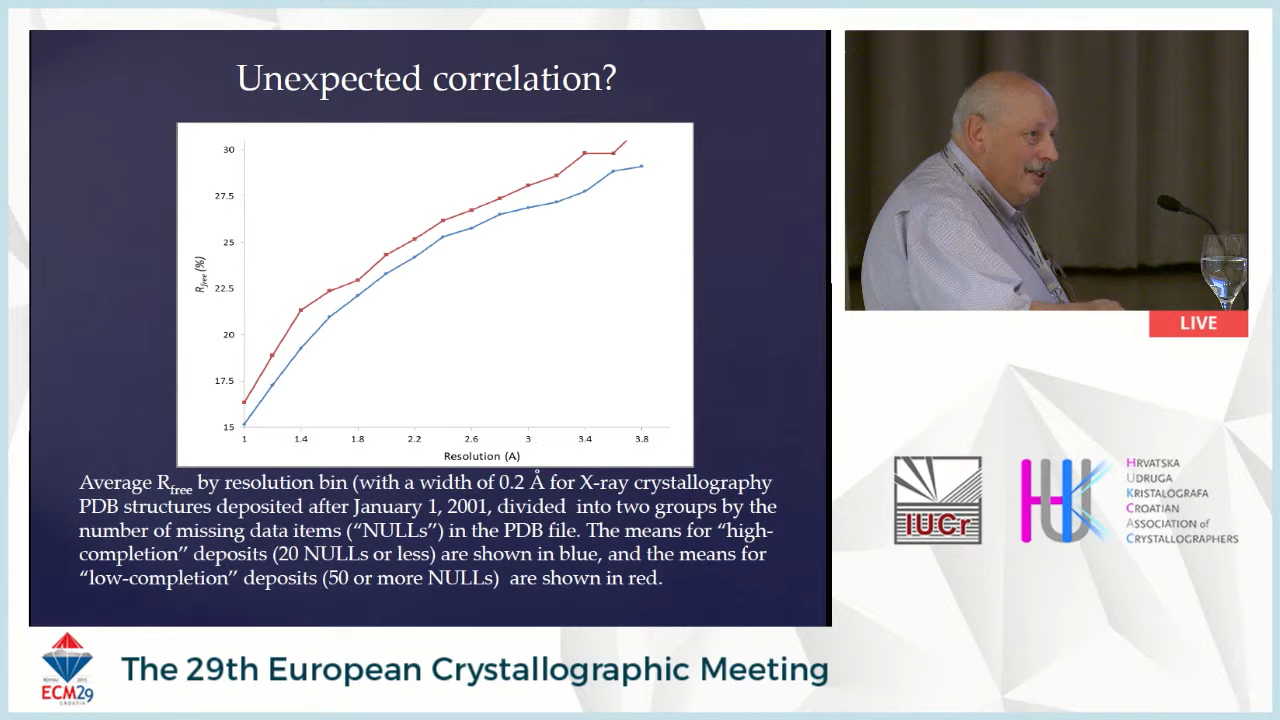 Unexpected correlation?
30
27.5
25
22.5
20
17.5
15
Rfree (%)
1 1.4 1.8 2.2 2.6 3 3.4 3.8
Resolution (A)
Average Rfree by resolution bin (with a width of 0.2 Å for X-ray crystallography
PDB structures deposited after January 1, 2001, divided into two groups by the
number of missing data items (“NULLs”) in the PDB file. The means for “high-
completion” deposits (20 NULLs or less) are shown in blue, and the means for
“low-completion” deposits (50 or more NULLs) are shown in red.
LIVE
IUCr
HRVATSKA
UDRUGA
KRISTALOGRAFA
CROATIAN
ASSOCIATION of
CRYSTALLOGRAPHERS
ECM29
CROATIA
The 29th European Crystallographic Meeting